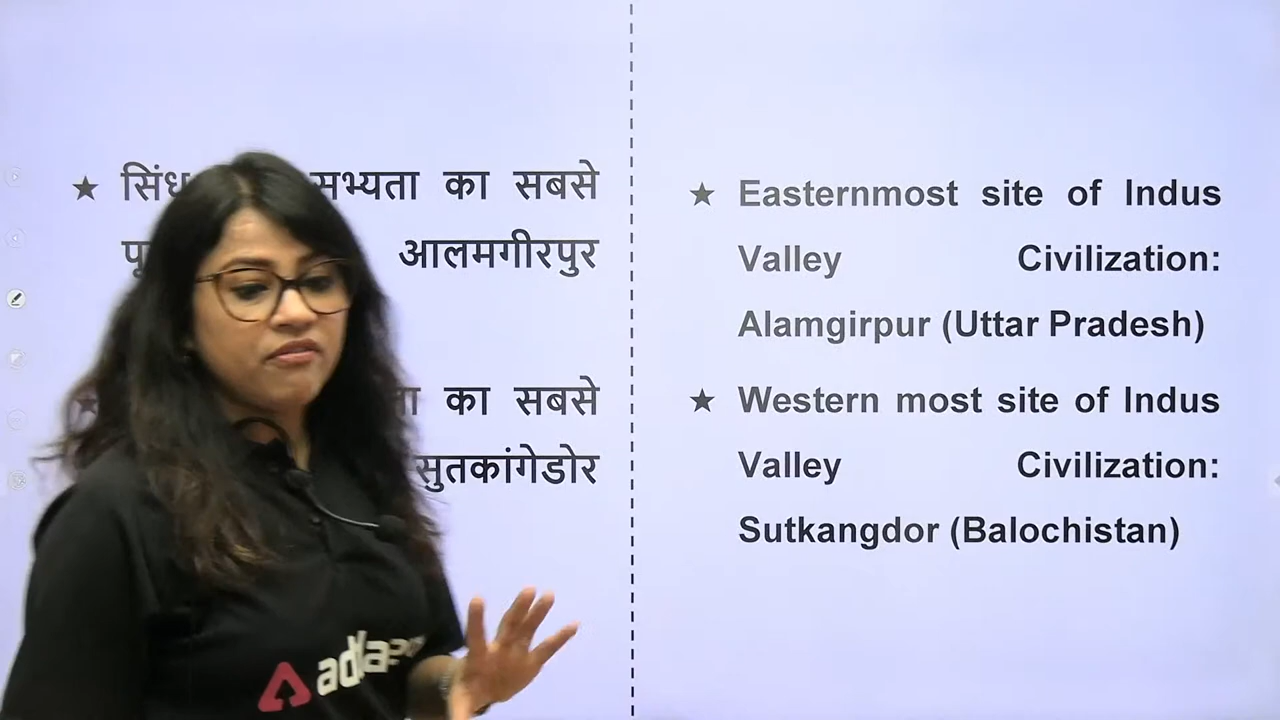 ★ सभ्यता का सबसे
आलमगीरपुर
का सबसे
सुतकांगेडोर
★ Easternmost site of Indus
Valley Civilization:
Alamgirpur (Uttar Pradesh)
★ Western most site of Indus
Valley Civilization:
Sutkangdor (Balochistan)